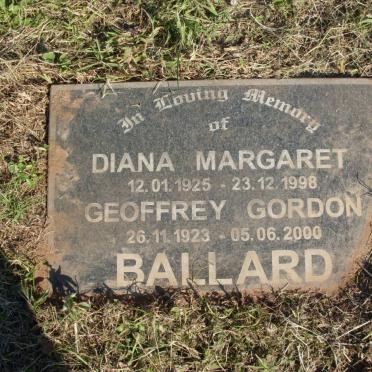 In Loving Memory
of
DIANA MARGARET
12.01.1925 - 23.12.1998
GEOFFREY GORDON
26.11.1923 - 05.06.2000
BALLARD